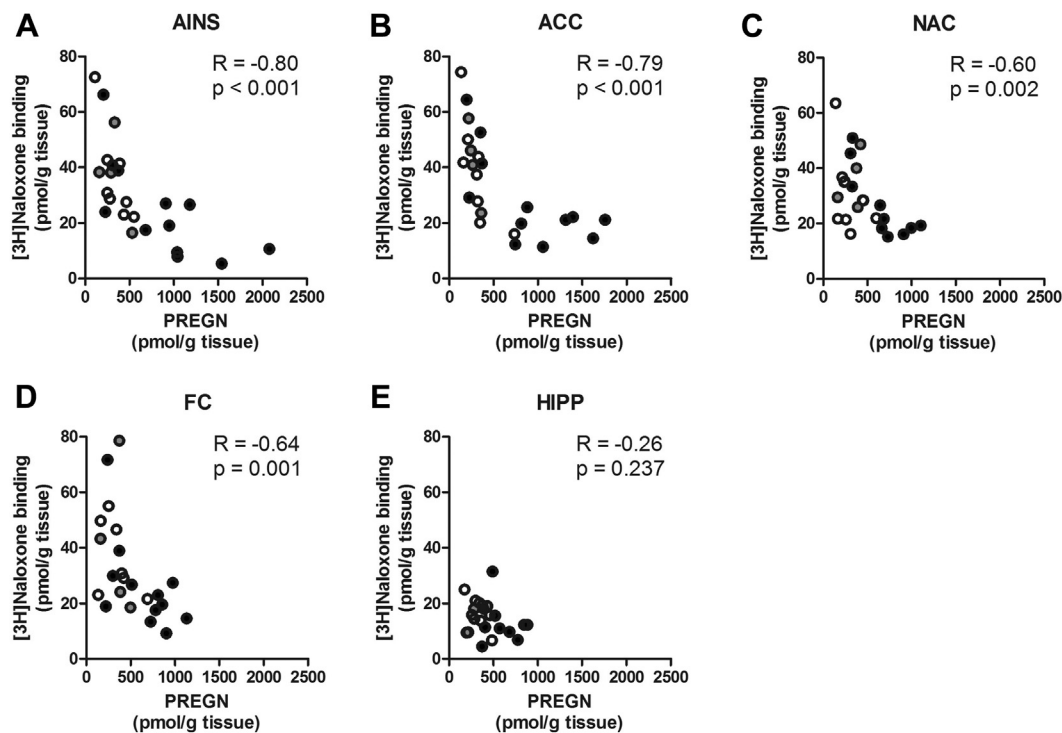 A
AINS
R = -0.80
p < 0.001
[3H]Naloxone binding
(pmol/g tissue)
80
60
40
20
0
0 500 1000 1500 2000 2500
PREGN
(pmol/g tissue)
B
ACC
R = -0.79
p < 0.001
[3H]Naloxone binding
(pmol/g tissue)
80
60
40
20
0
0 500 1000 1500 2000 2500
PREGN
(pmol/g tissue)
C
NAC
R = -0.60
p = 0.002
[3H]Naloxone binding
(pmol/g tissue)
80
60
40
20
0
0 500 1000 1500 2000 2500
PREGN
(pmol/g tissue)
D
FC
R = -0.64
p = 0.001
[3H]Naloxone binding
(pmol/g tissue)
80
60
40
20
0
0 500 1000 1500 2000 2500
PREGN
(pmol/g tissue)
E
HIPP
R = -0.26
p = 0.237
[3H]Naloxone binding
(pmol/g tissue)
80
60
40
20
0
0 500 1000 1500 2000 2500
PREGN
(pmol/g tissue)